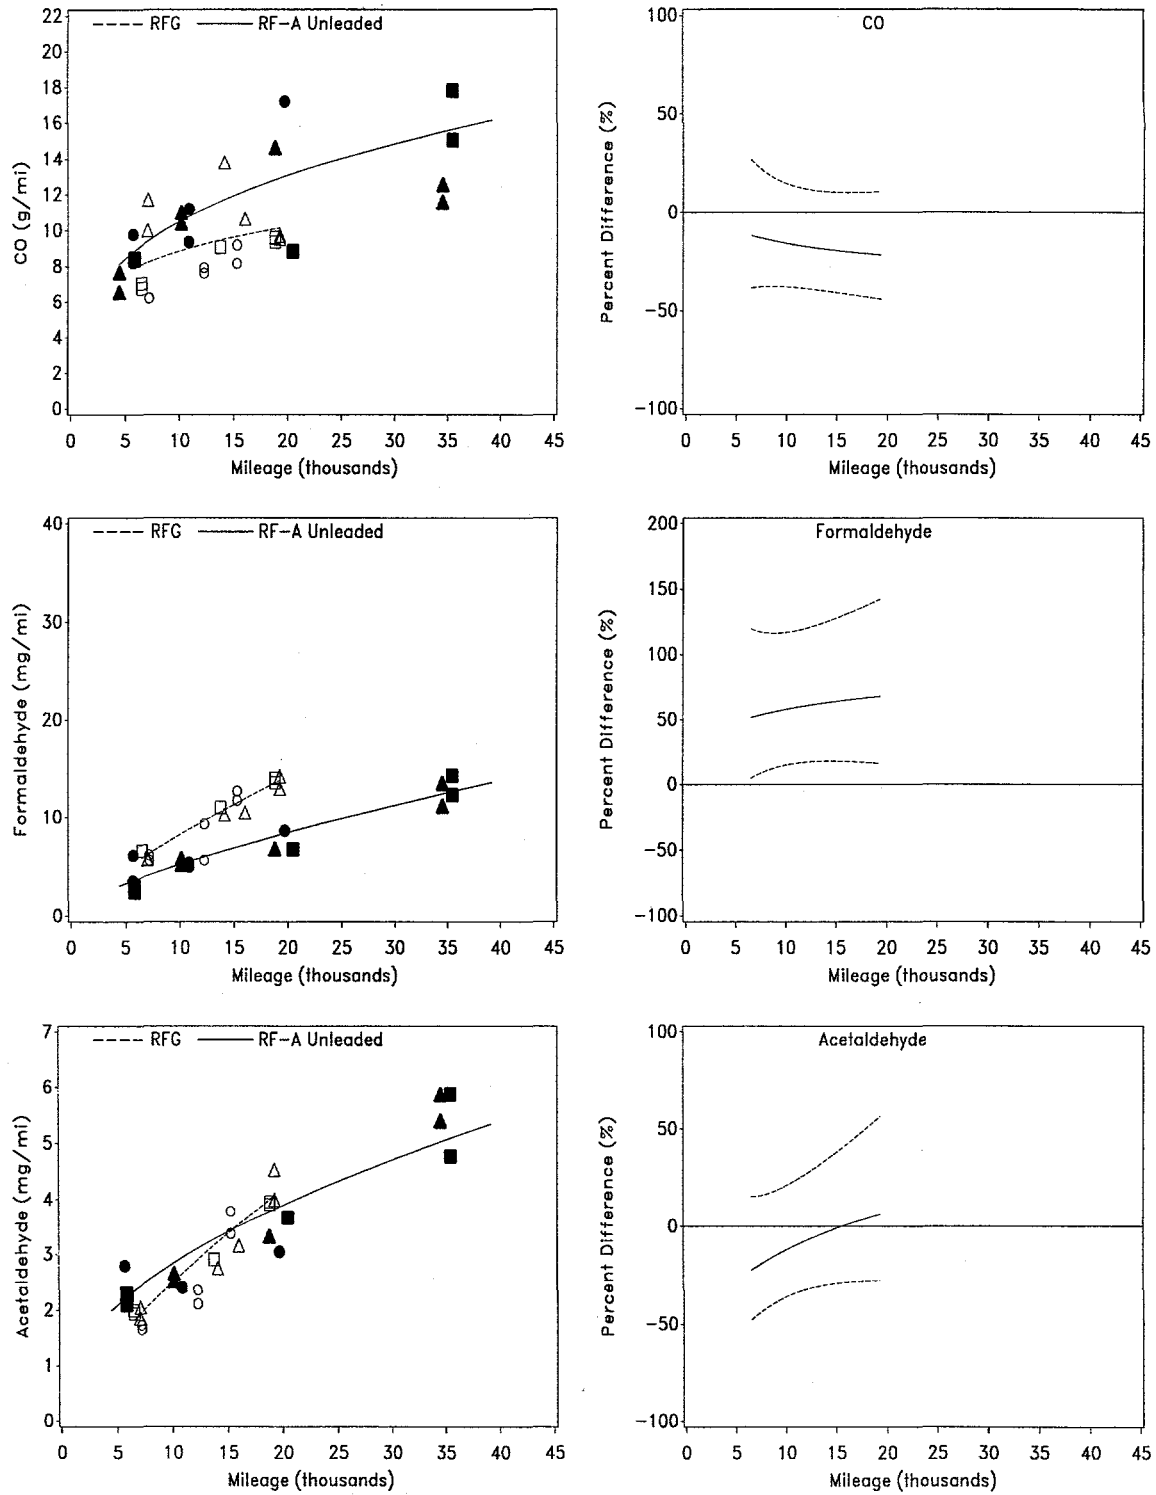 RFG RF-A Unleaded
CO (g/mi)
22
20
18
16
14
12
10
8
6
4
2
0
0 5 10 15 20 25 30 35 40 45
Mileage (thousands)
CO
Percent Difference (%)
100
50
0
-50
-100
0 5 10 15 20 25 30 35 40 45
Mileage (thousands)
RFG RF-A Unleaded
Formaldehyde (mg/mi)
40
30
20
10
0
0 5 10 15 20 25 30 35 40 45
Mileage (thousands)
Formaldehyde
Percent Difference (%)
200
150
100
50
0
-50
-100
0 5 10 15 20 25 30 35 40 45
Mileage (thousands)
RFG RF-A Unleaded
Acetaldehyde (mg/mi)
7
6
5
4
3
2
1
0
0 5 10 15 20 25 30 35 40 45
Mileage (thousands)
Acetaldehyde
Percent Difference (%)
100
50
0
-50
-100
0 5 10 15 20 25 30 35 40 45
Mileage (thousands)